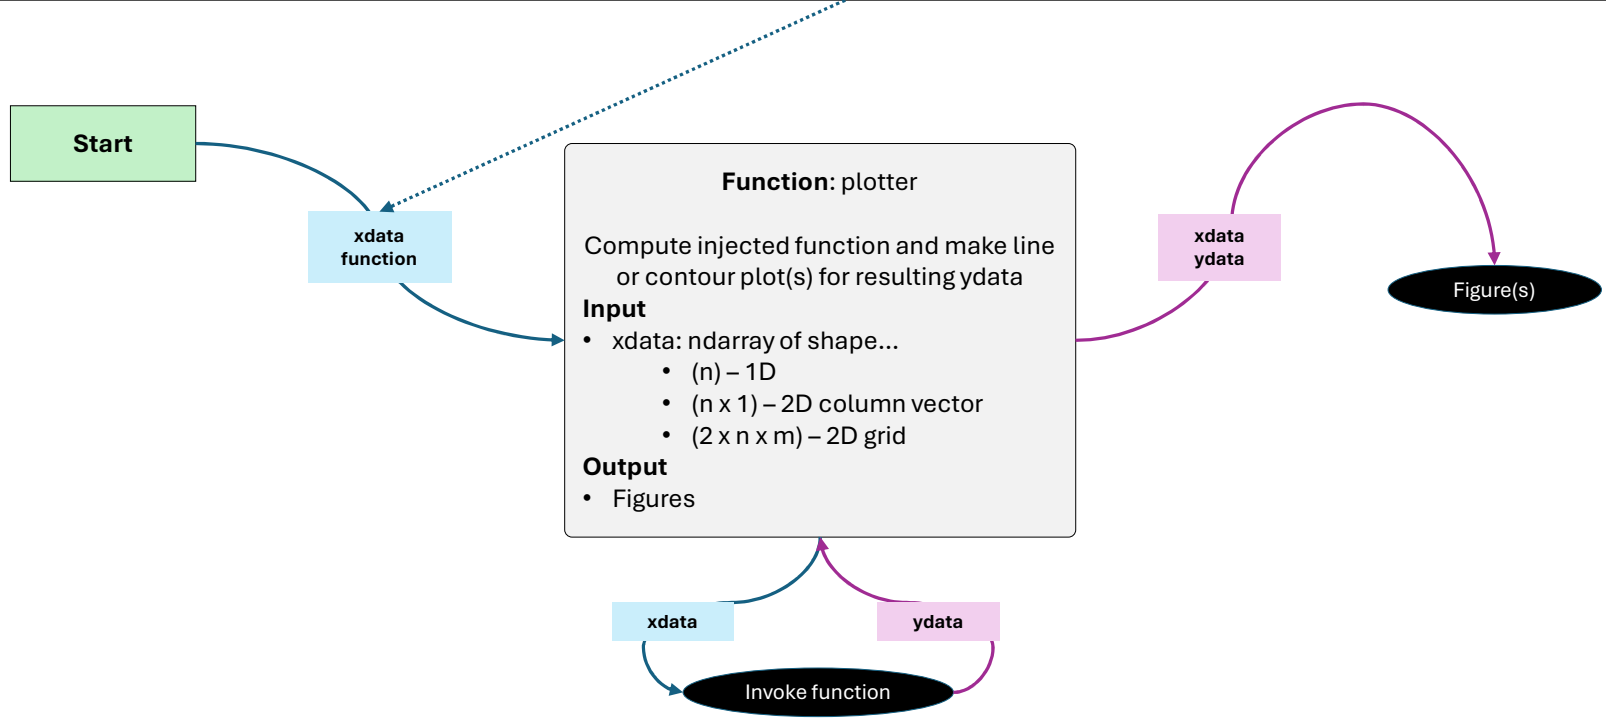 Start
xdata
function
Function: plotter
Compute injected function and make line
or contour plot(s) for resulting ydata
Input
• xdata: ndarray of shape...
• (n) – 1D
• (n x 1) – 2D column vector
• (2 x n x m) – 2D grid
Output
• Figures
xdata
ydata
Figure(s)
xdata
ydata
Invoke function